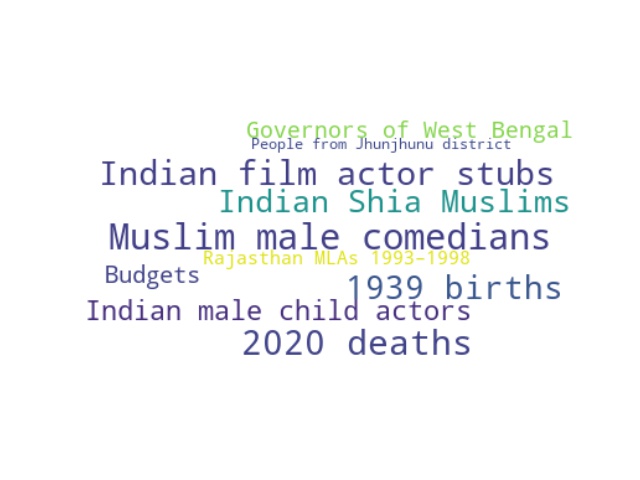 Governors of West Bengal
People from Jhunjhunu district
Indian film actor stubs
Indian Shia Muslims
Muslim male comedians
Rajasthan MLAs 1993–1998
Budgets
1939 births
Indian male child actors
2020 deaths